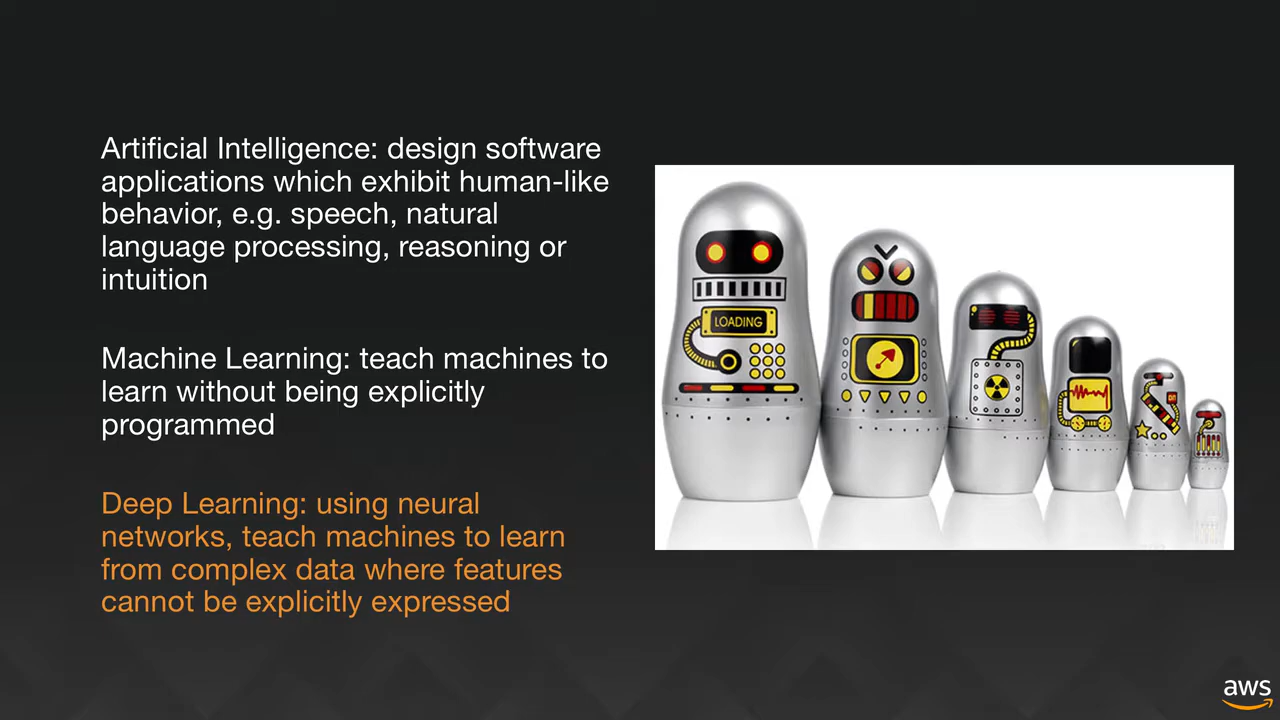 Artificial Intelligence: design software
applications which exhibit human-like
behavior, e.g. speech, natural
language processing, reasoning or
intuition
Machine Learning: teach machines to
learn without being explicitly
programmed
Deep Learning: using neural
networks, teach machines to learn
from complex data where features
cannot be explicitly expressed
LOADING
ON
aws